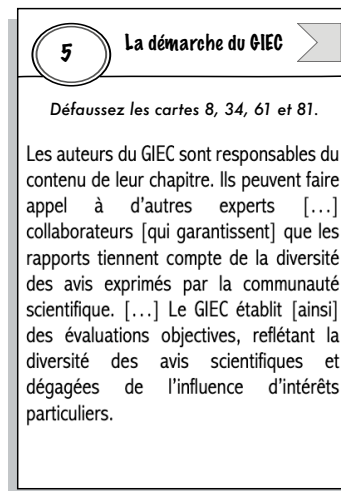 5
La démarche du GIEC
Défaussez les cartes 8, 34, 61 et 81.
Les auteurs du GIEC sont responsables du
contenu de leur chapitre. Ils peuvent faire
appel à d'autres experts [...]
collaborateurs [qui garantissent] que les
rapports tiennent compte de la diversité
des avis exprimés par la communauté
scientifique. [...] Le GIEC établit [ainsi]
des évaluations objectives, reflétant la
diversité des avis scientifiques et
dégagées de l'influence d'intérêts
particuliers.